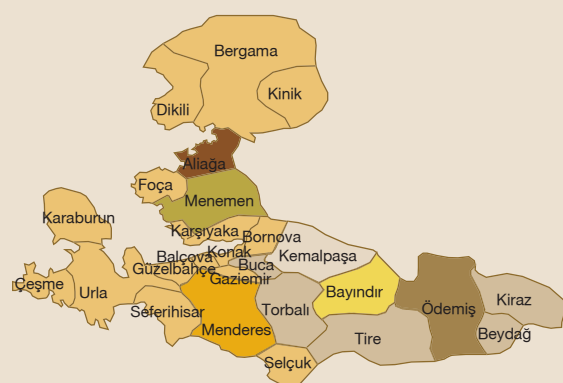 Bergama
Kinik
Dikili
Aliağa
Foça
Menemen
Karaburun
Karşıyaka
Bornova
Konak
Balçova
Kemalpaşa
Buca
Güzelbahçe
Gaziemir
Çeşme
Urla
Bayındır
Seferihisar
Torbalı
Ödemiş
Kiraz
Menderes
Beydağ
Tire
Selçuk